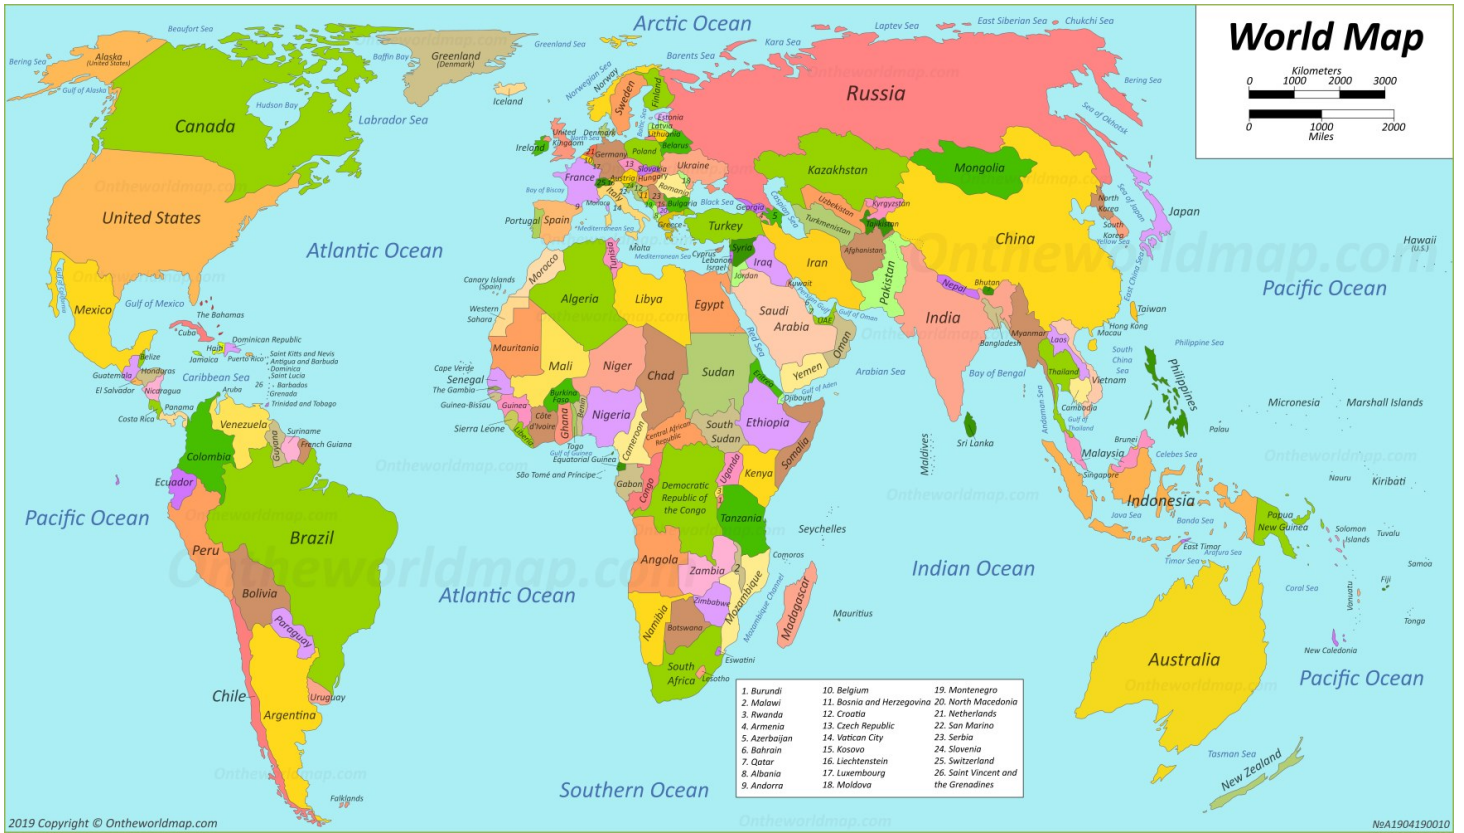 World Map
Kilometers
0 1000 2000 3000
0 1000 2000
Miles
Arctic Ocean
Beaufort Sea
Bering Sea
Alaska
(United States)
Gulf of Alaska
Baffin Bay
Greenland
(Denmark)
Greenland Sea
Iceland
Norwegian Sea
Barents Sea
Kara Sea
Laptev Sea
East Siberian Sea
Chukchi Sea
Bering Sea
Sea of Okhotsk
Canada
Hudson Bay
Labrador Sea
United States
Atlantic Ocean
Mexico
Gulf of Mexico
The Bahamas
Cuba
Haiti
Dominican Republic
Jamaica
Puerto Rico
Saint Kitts and Nevis
Antigua and Barbuda
Dominica
Saint Lucia
26
Barbados
Grenada
Trinidad and Tobago
Caribbean Sea
Aruba
Belize
Honduras
Guatemala
El Salvador
Nicaragua
Panama
Costa Rica
Venezuela
Guyana
Suriname
French Guiana
Colombia
Ecuador
Peru
Brazil
Bolivia
Paraguay
Chile
Uruguay
Argentina
Falklands
Pacific Ocean
Atlantic Ocean
Southern Ocean
Norway
Sweden
Finland
Estonia
Latvia
Lithuania
Belarus
Baltic Sea
United
Kingdom
North Sea
Denmark
Ireland
Germany
Poland
Ukraine
France
Bay of Biscay
Austria
Slovakia
Hungary
Romania
Bulgaria
Italy
Monaco
Portugal
Spain
Greece
Malta
Mediterranean Sea
Mediterranean Sea
Black Sea
Turkey
Georgia
Caspian Sea
Cyprus
Lebanon
Israel
Syria
Jordan
Iraq
Kuwait
Iran
Persian Gulf
Gulf of Oman
UAE
Oman
Saudi
Arabia
Yemen
Red Sea
Gulf of Aden
Arabian Sea
Russia
Kazakhstan
Uzbekistan
Turkmenistan
Kyrgyzstan
Tajikistan
Afghanistan
Pakistan
India
Nepal
Bhutan
Bangladesh
Sri Lanka
Maldives
Bay of Bengal
Andaman Sea
Mongolia
China
North
Korea
South
Korea
Yellow Sea
Sea of Japan
Japan
East China Sea
Taiwan
Hong Kong
Macau
Myanmar
Laos
Thailand
Vietnam
Cambodia
Gulf of
Thailand
South
China
Sea
Philippines
Philippine Sea
Hawaii
(U.S.)
Pacific Ocean
Micronesia
Marshall Islands
Palau
Brunei
Malaysia
Singapore
Celebes Sea
Indonesia
Java Sea
Banda Sea
East Timor
Timor Sea
Arafura Sea
Papua
New Guinea
Nauru
Kiribati
Solomon
Islands
Tuvalu
Samoa
Coral Sea
Vanuatu
Fiji
Tonga
New Caledonia
Australia
Tasman Sea
New Zealand
Pacific Ocean
Indian Ocean
Morocco
Tunisia
Algeria
Libya
Egypt
Canary Islands
(Spain)
Western
Sahara
Mauritania
Mali
Niger
Chad
Sudan
Eritrea
Djibouti
Cape Verde
Senegal
The Gambia
Guinea-Bissau
Guinea
Sierra Leone
Liberia
Côte
d'Ivoire
Burkina
Faso
Ghana
Togo
Benin
Nigeria
Gulf of Guinea
Equatorial Guinea
São Tomé and Príncipe
Cameroon
Central African
Republic
South
Sudan
Ethiopia
Somalia
Gabon
Congo
Democratic
Republic of
the Congo
Uganda
Kenya
Tanzania
Seychelles
Comoros
Angola
Zambia
Mozambique
Mozambique Channel
Madagascar
Mauritius
Zimbabwe
Namibia
Botswana
South
Africa
Eswatini
Lesotho
1. Burundi
2. Malawi
3. Rwanda
4. Armenia
5. Azerbaijan
6. Bahrain
7. Qatar
8. Albania
9. Andorra
10. Belgium
11. Bosnia and Herzegovina
12. Croatia
13. Czech Republic
14. Vatican City
15. Kosovo
16. Liechtenstein
17. Luxembourg
18. Moldova
19. Montenegro
20. North Macedonia
21. Netherlands
22. San Marino
23. Serbia
24. Slovenia
25. Switzerland
26. Saint Vincent and
the Grenadines
2019 Copyright © Ontheworldmap.com
№A1904190010